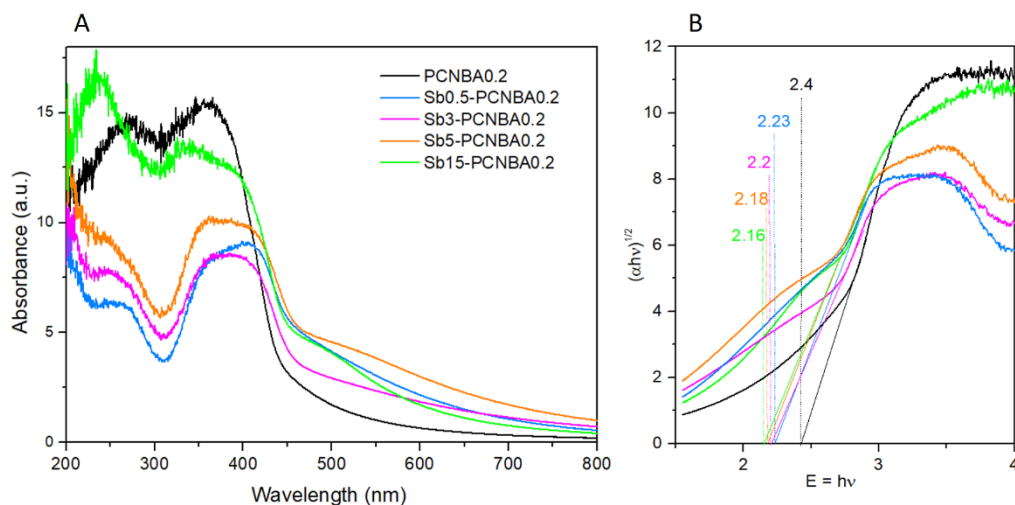 A
Absorbance (a.u.)
15
10
5
0
200
300
400
500
600
700
800
Wavelength (nm)
PCNBA0.2
Sb0.5-PCNBA0.2
Sb3-PCNBA0.2
Sb5-PCNBA0.2
Sb15-PCNBA0.2
B
(αhν)1/2
12
10
8
6
4
2
0
2
3
4
E = hν
2.4
2.23
2.2
2.18
2.16